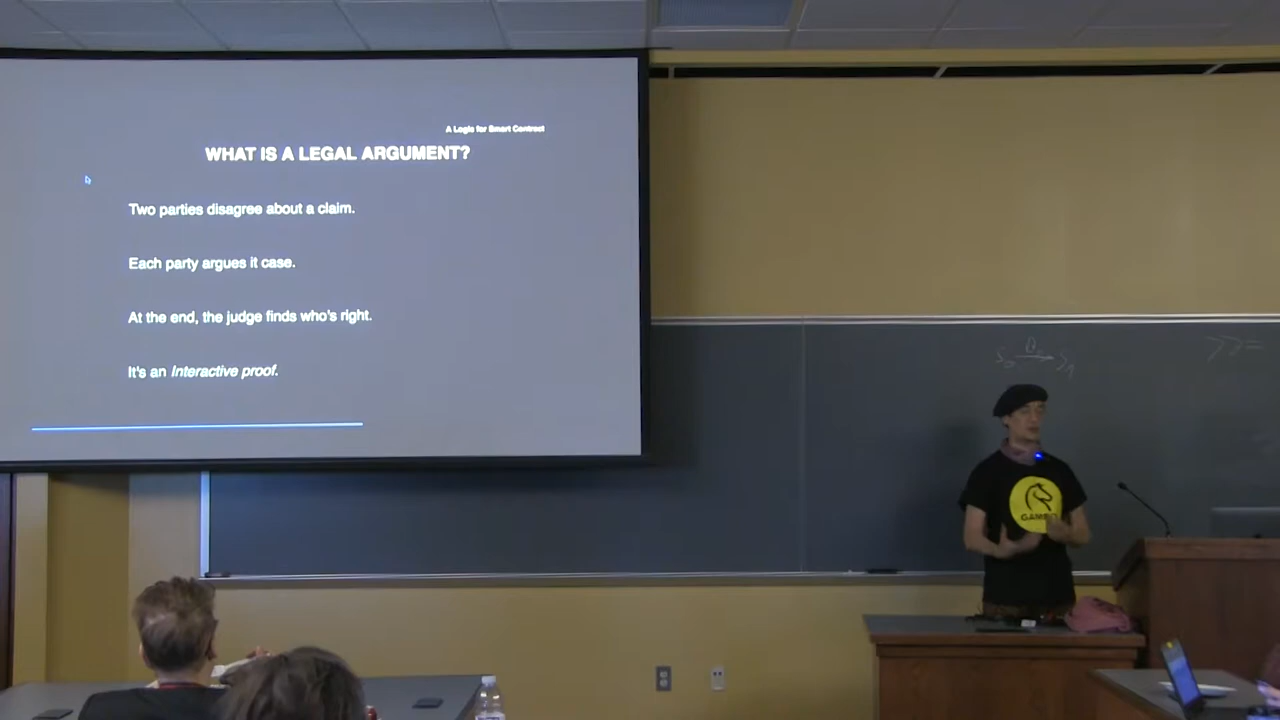 A Logic for Smart Contract
WHAT IS A LEGAL ARGUMENT?
Two parties disagree about a claim.
Each party argues it case.
At the end, the judge finds who's right.
It's an Interactive proof.